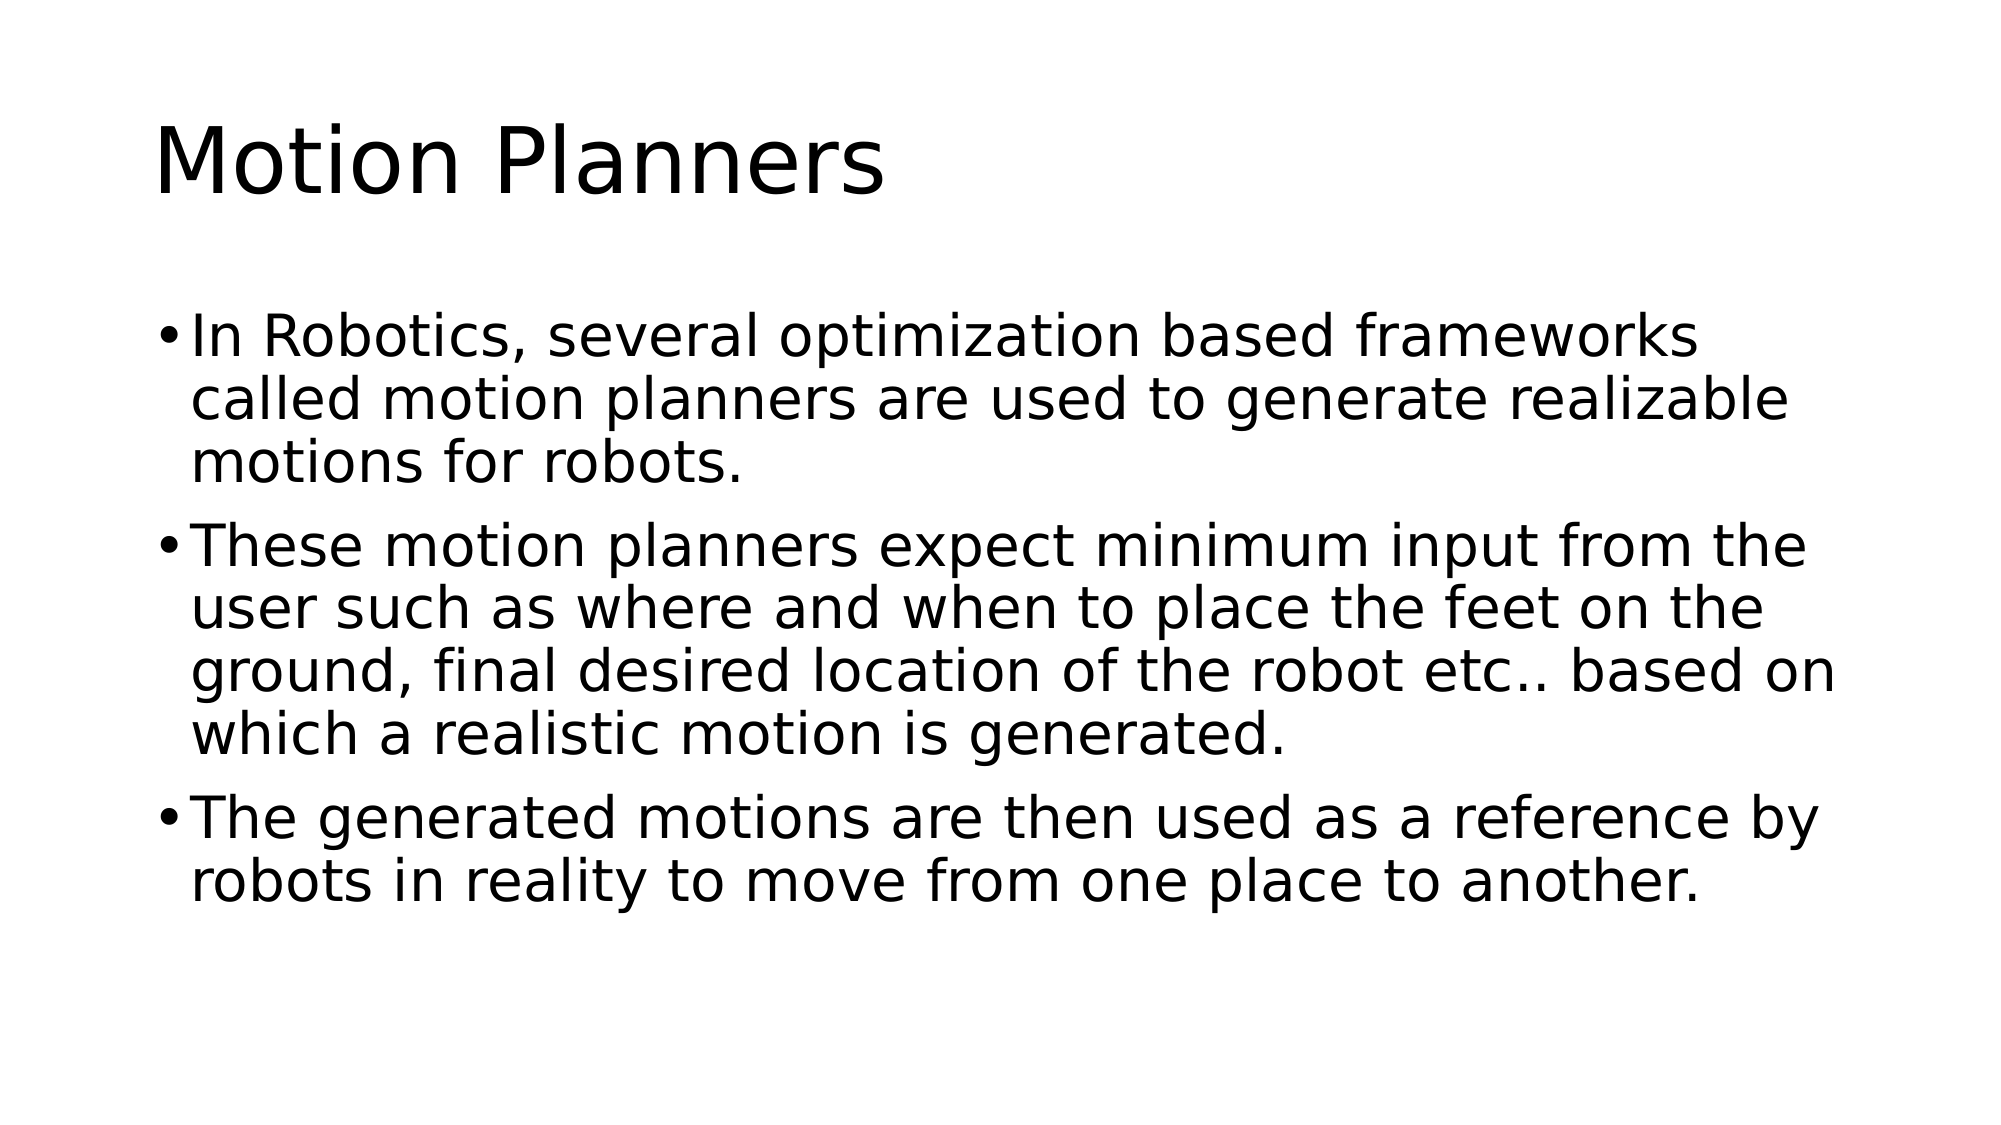 Motion Planners
• In Robotics, several optimization based frameworks
called motion planners are used to generate realizable
motions for robots.
• These motion planners expect minimum input from the
user such as where and when to place the feet on the
ground, final desired location of the robot etc.. based on
which a realistic motion is generated.
• The generated motions are then used as a reference by
robots in reality to move from one place to another.